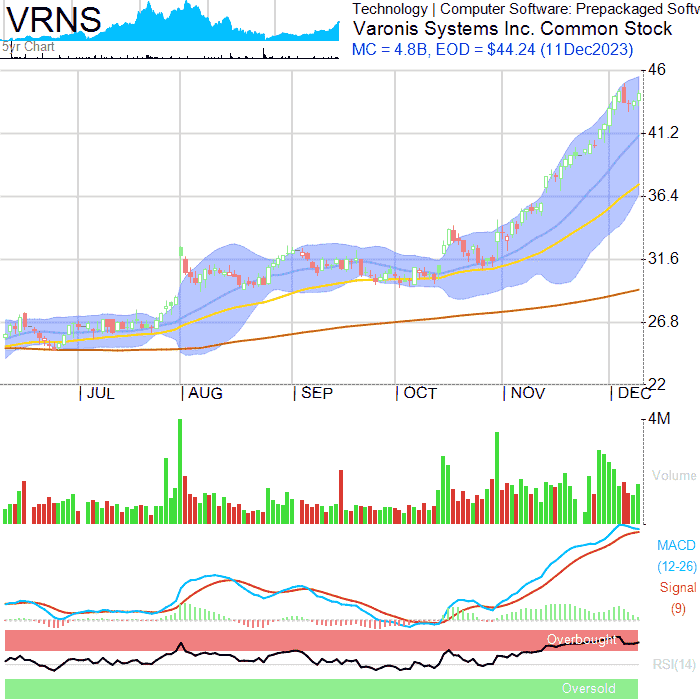 VRNS
5yr Chart
Technology | Computer Software: Prepackaged Softw
Varonis Systems Inc. Common Stock
MC = 4.8B, EOD = $44.24 (11Dec2023)
46
41.2
36.4
31.6
26.8
22
| JUL | AUG | SEP | OCT | NOV | DEC
4M
Volume
MACD
(12-26)
Signal
(9)
Overbought
RSI(14)
Oversold